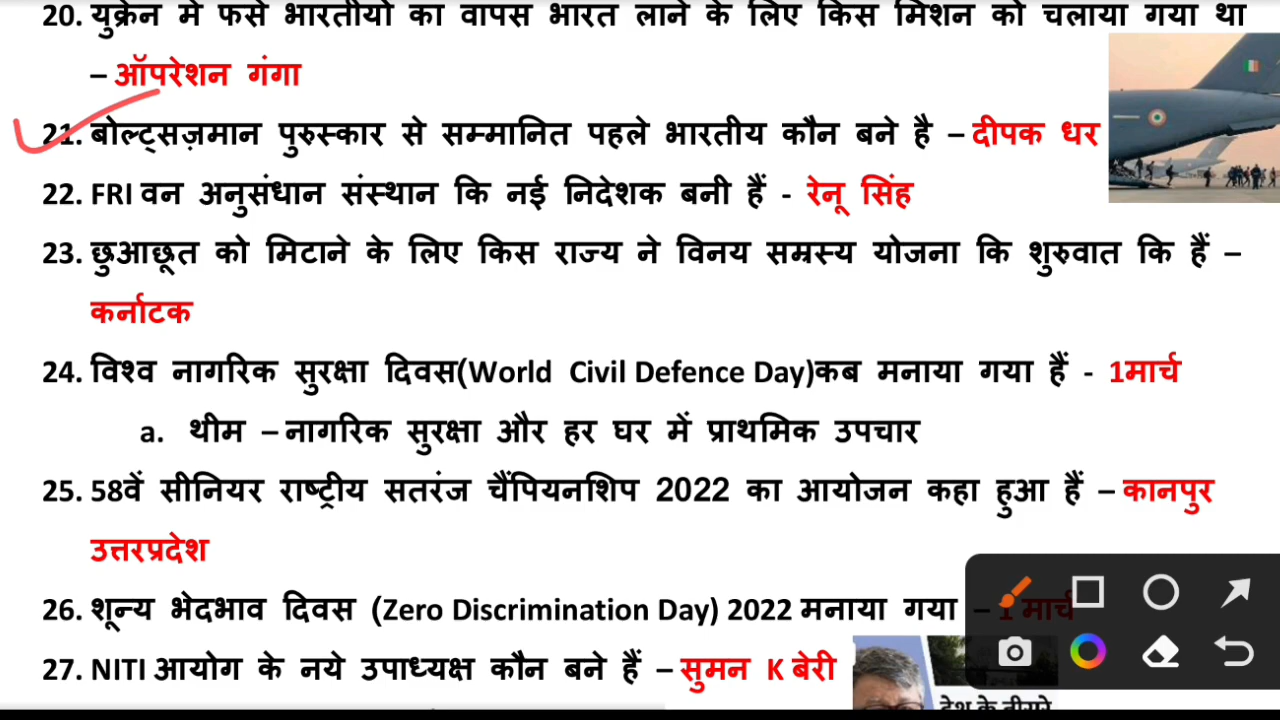 20. युक्रेन में फसे भारतीयों को वापस भारत लाने के लिए किस मिशन को चलाया गया था
– ऑपरेशन गंगा
21. बोल्ट्सज़मान पुरुस्कार से सम्मानित पहले भारतीय कौन बने है – दीपक धर
22. FRI वन अनुसंधान संस्थान कि नई निदेशक बनी हैं - रेनू सिंह
23. छुआछूत को मिटाने के लिए किस राज्य ने विनय सम्रस्य योजना कि शुरुवात कि हैं –
कर्नाटक
24. विश्व नागरिक सुरक्षा दिवस(World Civil Defence Day)कब मनाया गया हैं - 1मार्च
a. थीम – नागरिक सुरक्षा और हर घर में प्राथमिक उपचार
25. 58वें सीनियर राष्ट्रीय सतरंज चैंपियनशिप 2022 का आयोजन कहा हुआ हैं – कानपुर
उत्तरप्रदेश
26. शून्य भेदभाव दिवस (Zero Discrimination Day) 2022 मनाया गया – 1 मार्च
27. NITI आयोग के नये उपाध्यक्ष कौन बने हैं – सुमन K बेरी
देश के तीसरे